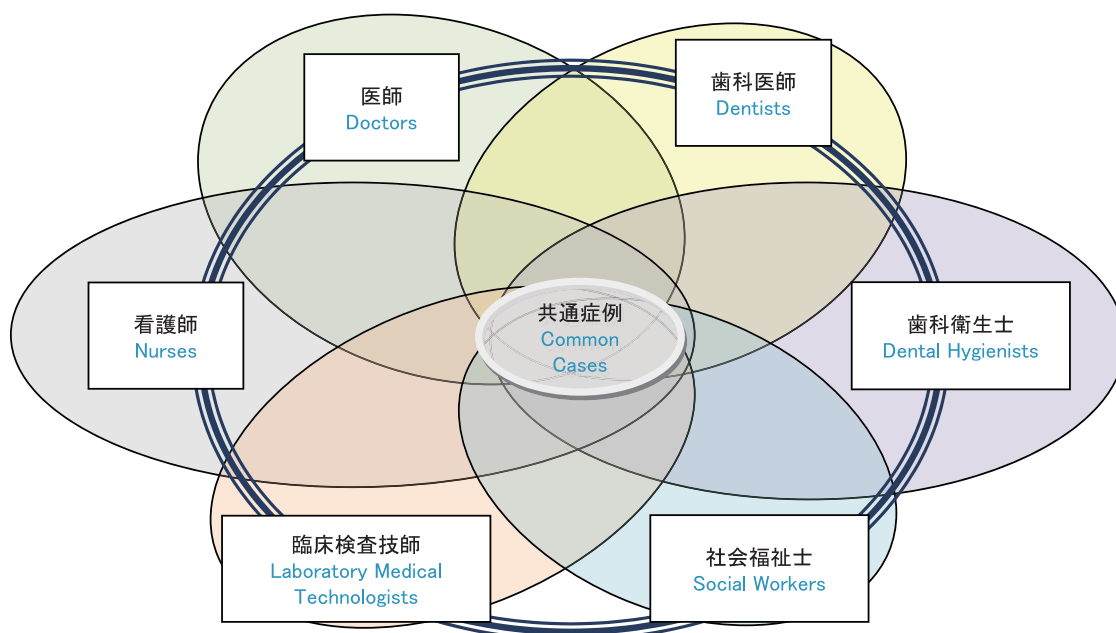 医師
Doctors
歯科医師
Dentists
看護師
Nurses
共通症例
Common
Cases
歯科衛生士
Dental Hygienists
臨床検査技師
Laboratory Medical
Technologists
社会福祉士
Social Workers